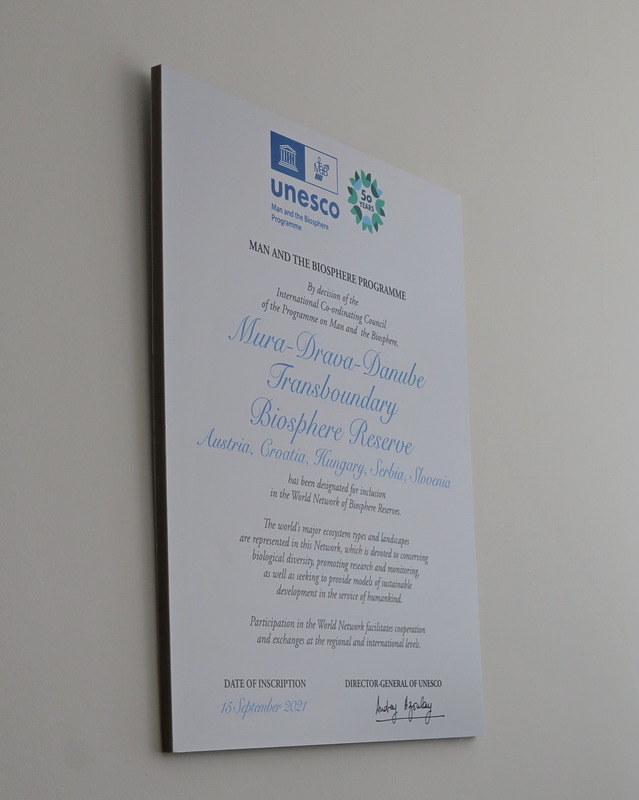 MaB
unesco
Man and the Biosphere
Programme
50
YEARS
MAN AND THE BIOSPHERE PROGRAMME
By decision of the
International Co-ordinating Council
of the Programme on Man and the Biosphere,
Mura-Drava-Danube
Transboundary
Biosphere Reserve
Austria, Croatia, Hungary, Serbia, Slovenia
has been designated for inclusion
in the World Network of Biosphere Reserves.
The world's major ecosystem types and landscapes
are represented in this Network, which is devoted to conserving
biological diversity, promoting research and monitoring,
as well as seeking to provide models of sustainable
development in the service of humankind.
Participation in the World Network facilitates cooperation
and exchanges at the regional and international levels.
DATE OF INSCRIPTION
15 September 2021
DIRECTOR-GENERAL OF UNESCO
Audrey Azoulay